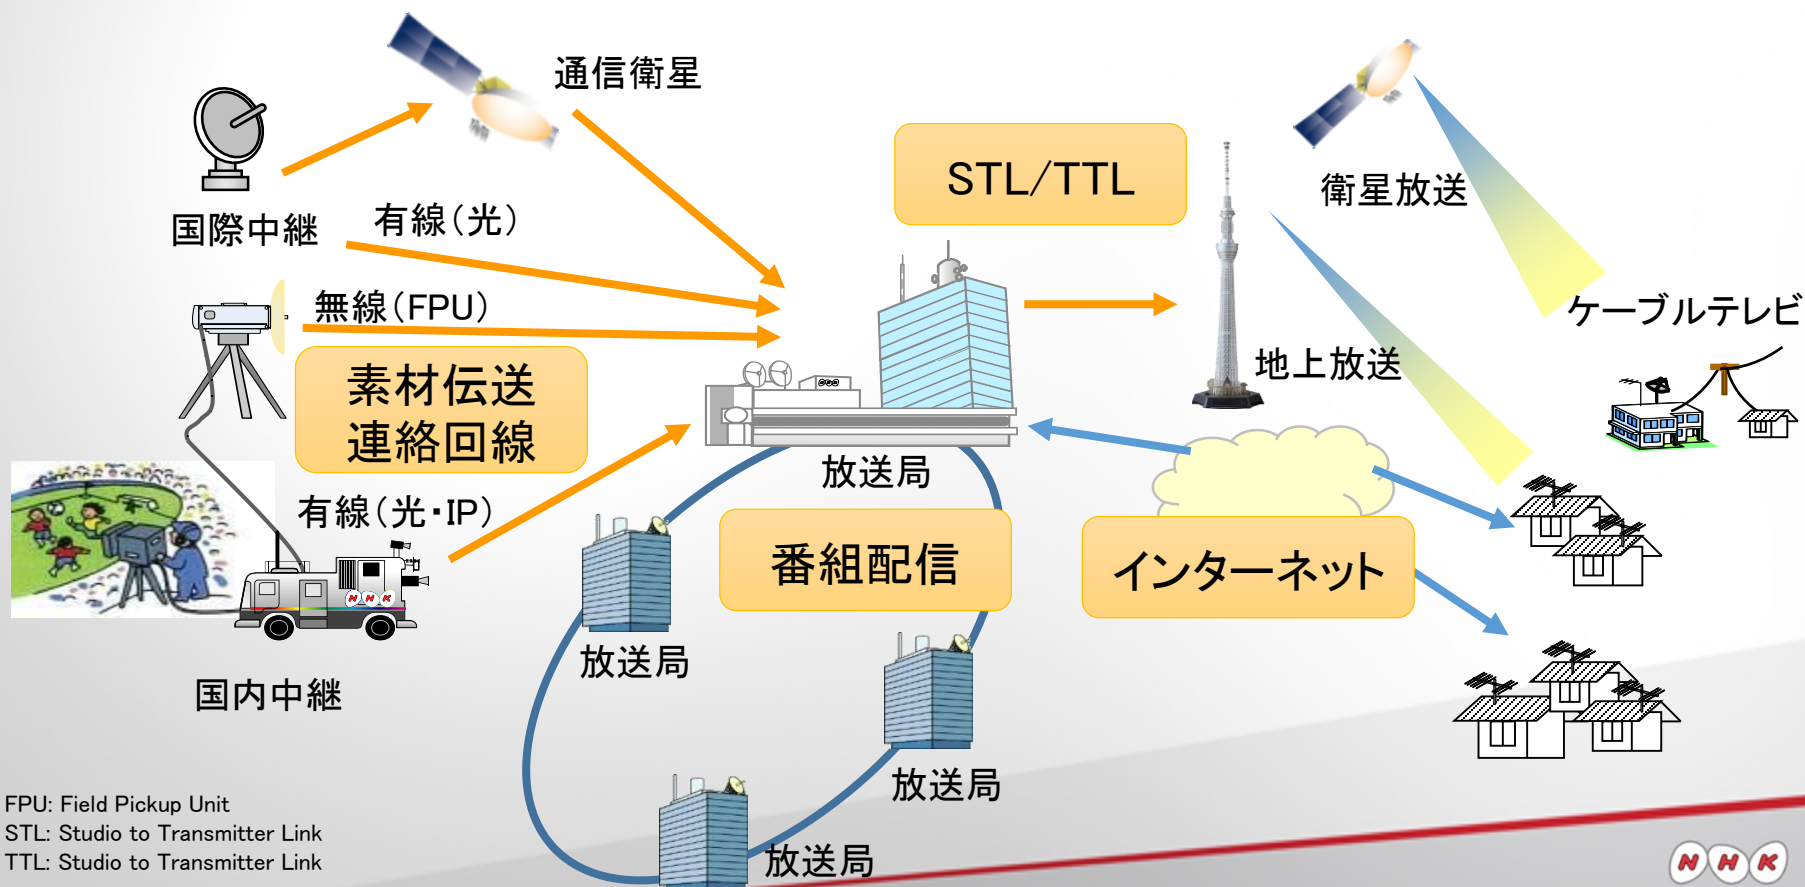 通信衛星
STL/TTL
衛星放送
国際中継
有線(光)
無線(FPU)
ケーブルテレビ
地上放送
素材伝送
連絡回線
放送局
有線(光・IP)
番組配信
インターネット
NHK
放送局
国内中継
放送局
放送局
FPU: Field Pickup Unit
STL: Studio to Transmitter Link
TTL: Studio to Transmitter Link
NHK